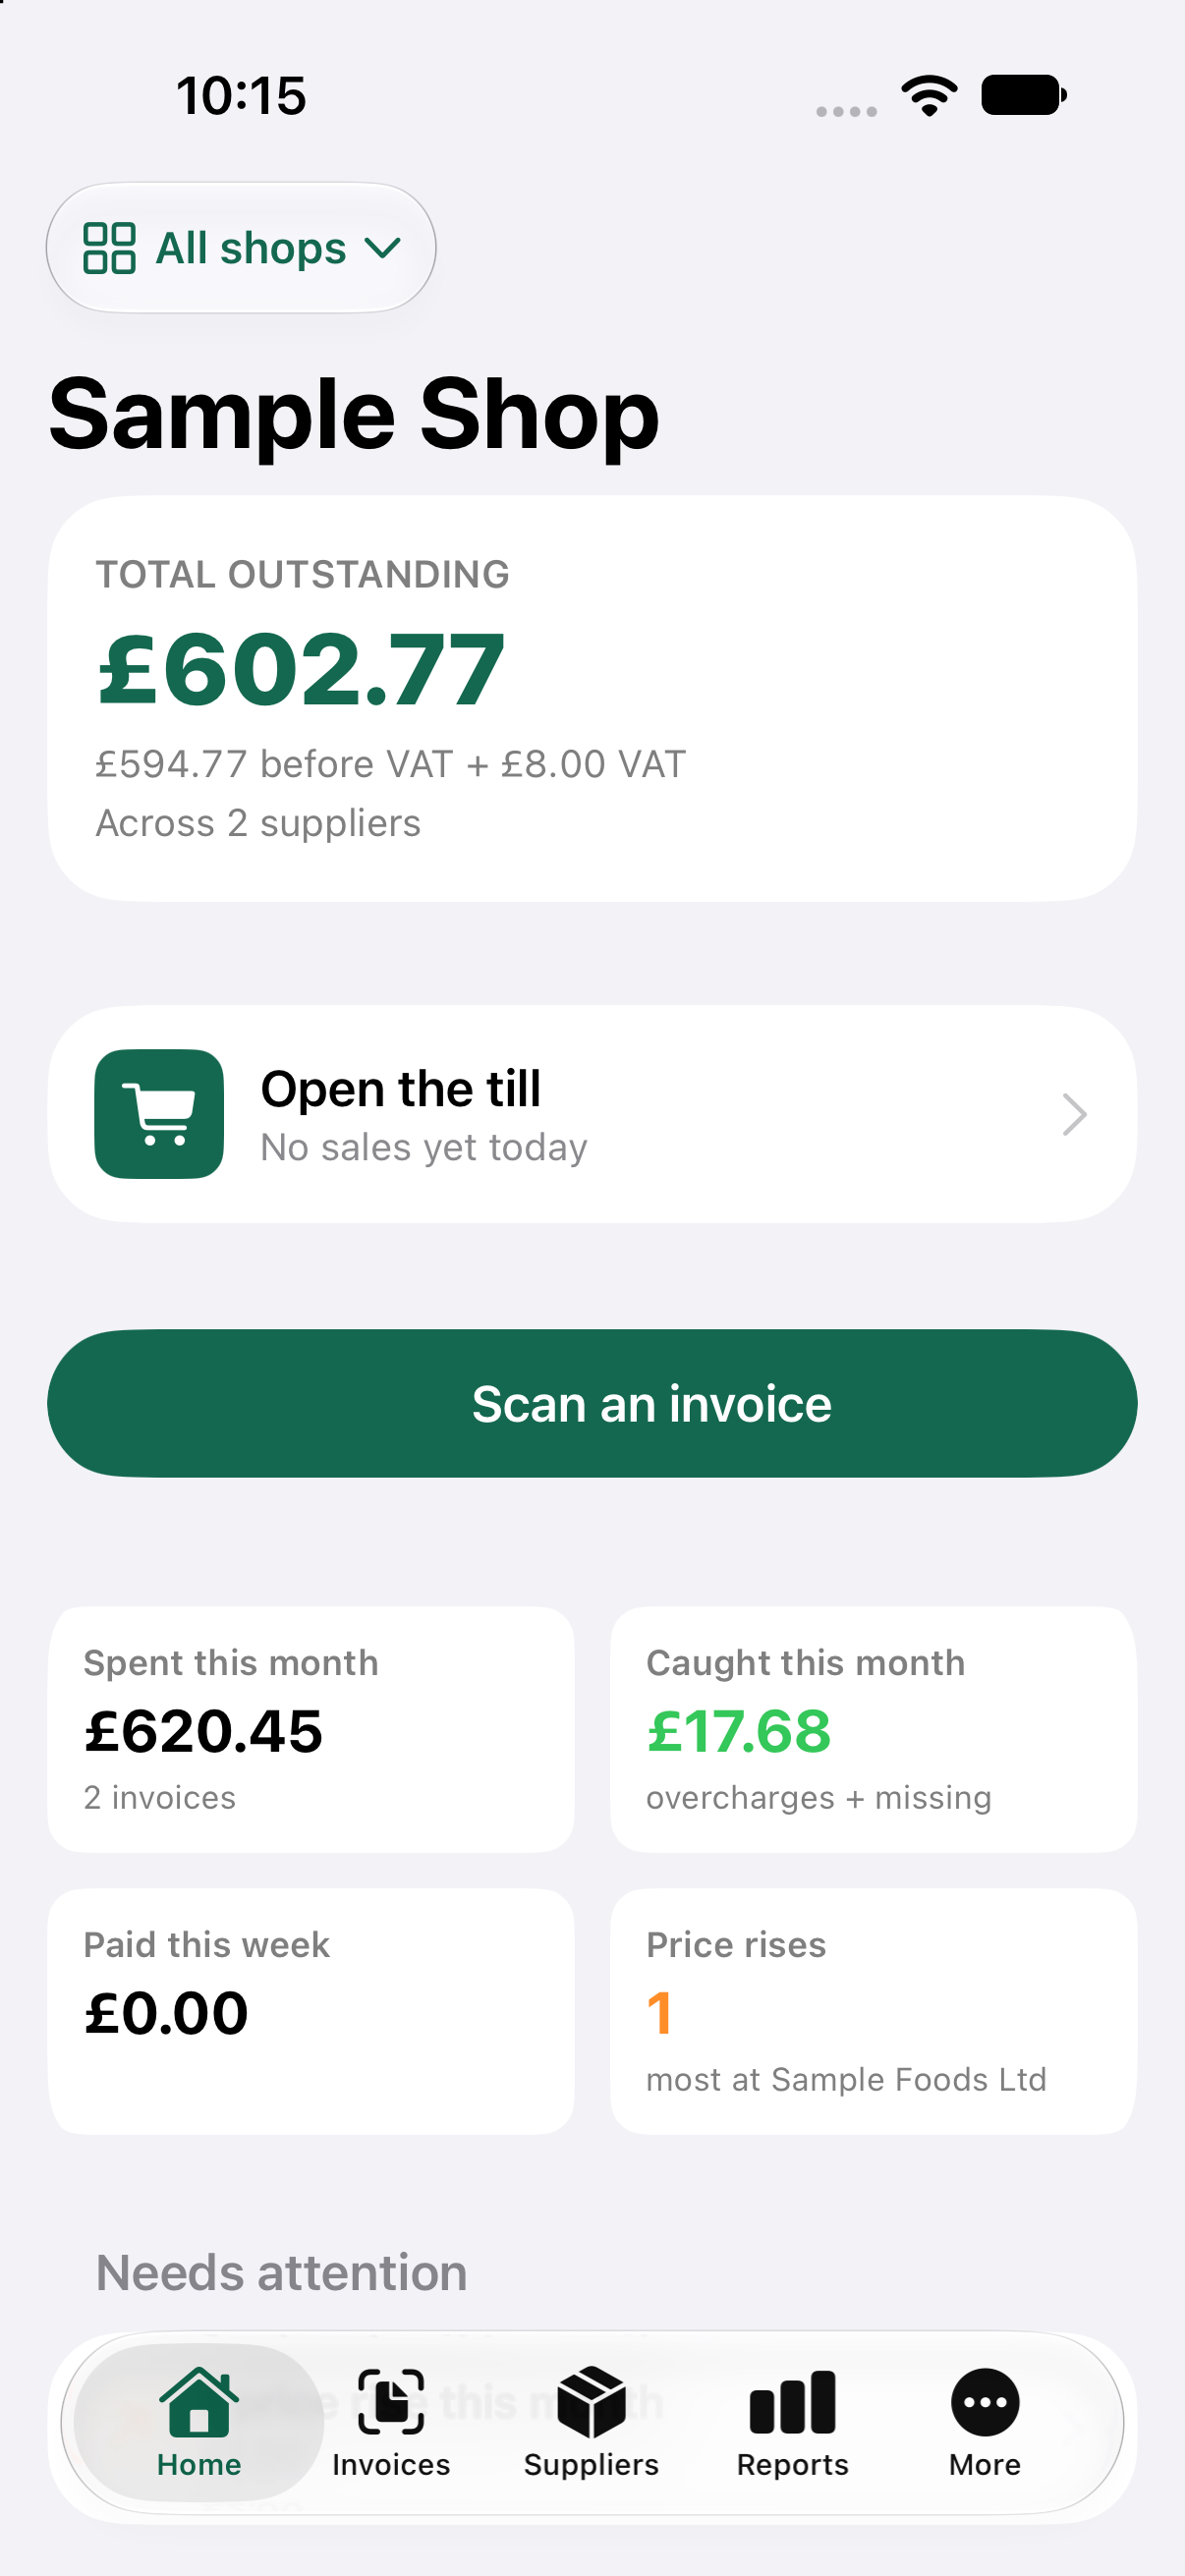 10:15
All shops
Sample Shop
TOTAL OUTSTANDING
£602.77
£594.77 before VAT + £8.00 VAT
Across 2 suppliers
Open the till
No sales yet today
Scan an invoice
Spent this month
£620.45
2 invoices
Caught this month
£17.68
overcharges + missing
Paid this week
£0.00
Price rises
1
most at Sample Foods Ltd
Needs attention
Home
Invoices
Suppliers
Reports
More